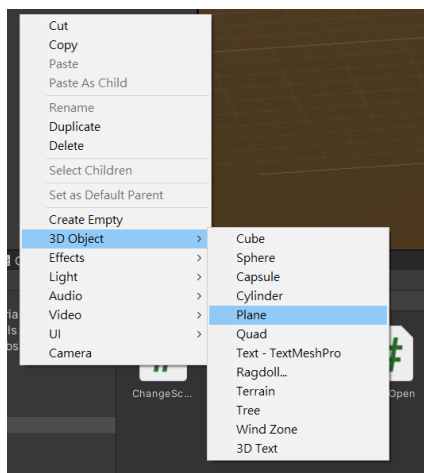 Cut
Copy
Paste
Paste As Child
Rename
Duplicate
Delete
Select Children
Set as Default Parent
Create Empty
3D Object
Effects
Light
Audio
Video
UI
Camera
Cube
Sphere
Capsule
Cylinder
Plane
Quad
Text - TextMeshPro
Ragdoll...
Terrain
Tree
Wind Zone
3D Text
ChangeSc...
Open